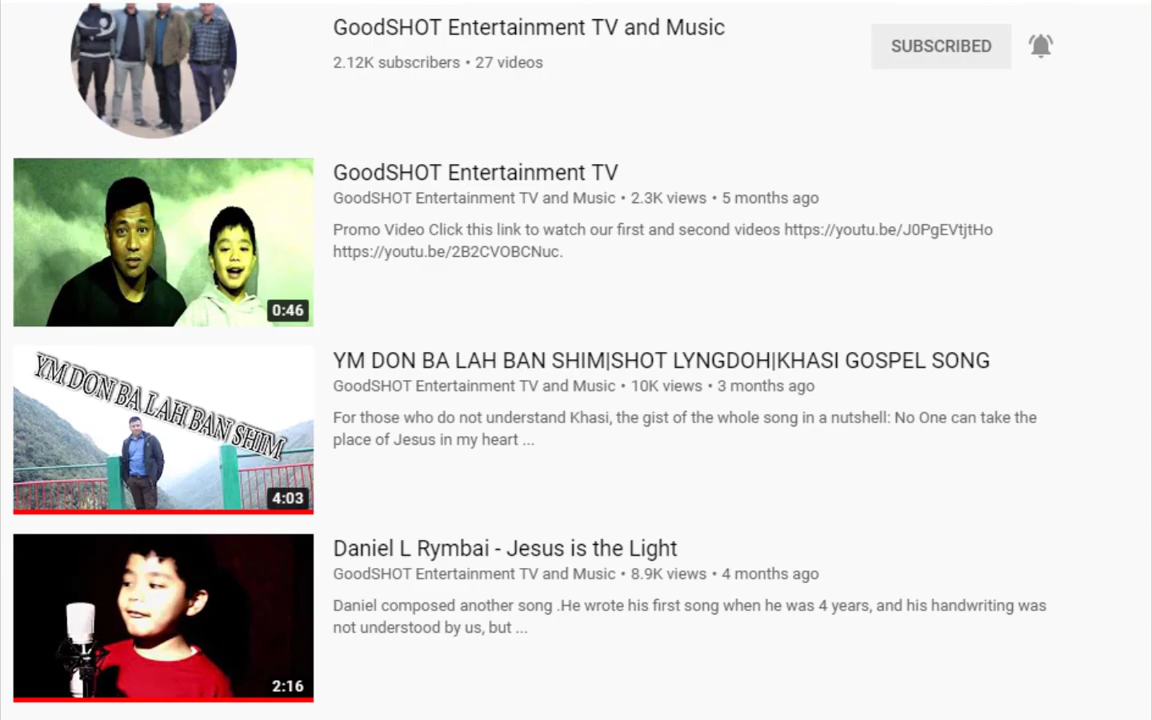 GoodSHOT Entertainment TV and Music
SUBSCRIBED
2.12K subscribers • 27 videos
GoodSHOT Entertainment TV
GoodSHOT Entertainment TV and Music • 2.3K views • 5 months ago
Promo Video Click this link to watch our first and second videos https://youtu.be/J0PgEVtjtHo
https://youtu.be/2B2CVOBCNuc.
0:46
YM DON BA LAH BAN SHIM
YM DON BA LAH BAN SHIM|SHOT LYNGDOH|KHASI GOSPEL SONG
GoodSHOT Entertainment TV and Music • 10K views • 3 months ago
For those who do not understand Khasi, the gist of the whole song in a nutshell: No One can take the
place of Jesus in my heart ...
4:03
Daniel L Rymbai - Jesus is the Light
GoodSHOT Entertainment TV and Music • 8.9K views • 4 months ago
Daniel composed another song .He wrote his first song when he was 4 years, and his handwriting was
not understood by us, but ...
2:16